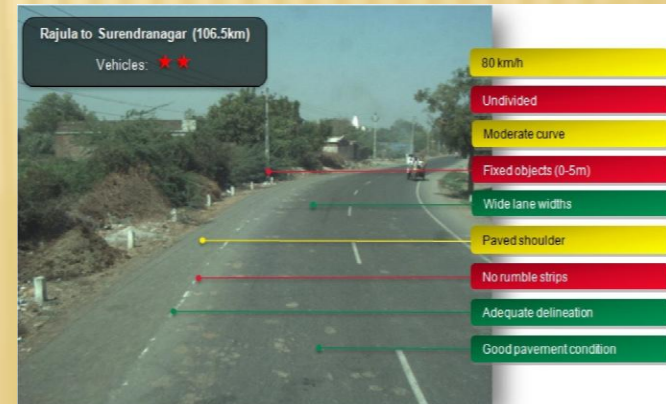 Rajula to Surendranagar (106.5km)
Vehicles: ★ ★
80 km/h
Undivided
Moderate curve
Fixed objects (0-5m)
Wide lane widths
Paved shoulder
No rumble strips
Adequate delineation
Good pavement condition